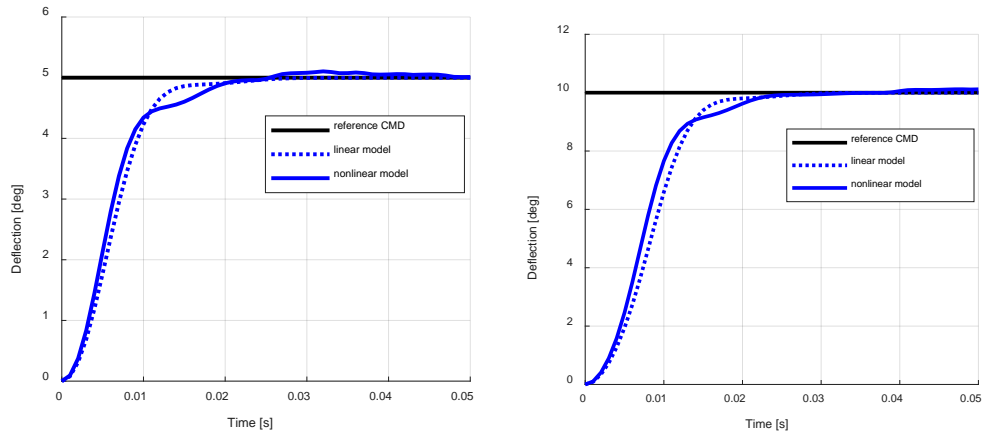 6
5
4
3
2
1
0
Deflection [deg]
reference CMD
linear model
nonlinear model
0 0.01 0.02 0.03 0.04 0.05
Time [s]
12
10
8
6
4
2
0
Deflection [deg]
reference CMD
linear model
nonlinear model
0 0.01 0.02 0.03 0.04 0.05
Time [s]